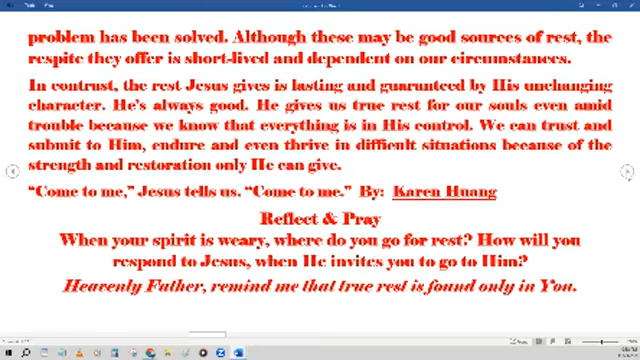 problem has been solved. Although these may be good sources of rest, the
respite they offer is short-lived and dependent on our circumstances.
In contrast, the rest Jesus gives is lasting and guaranteed by His unchanging
character. He's always good. He gives us true rest for our souls even amid
trouble because we know that everything is in His control. We can trust and
submit to Him, endure and even thrive in difficult situations because of the
strength and restoration only He can give.
“Come to me,” Jesus tells us. “Come to me.” By: Karen Huang
Reflect & Pray
When your spirit is weary, where do you go for rest? How will you
respond to Jesus, when He invites you to go to Him?
Heavenly Father, remind me that true rest is found only in You.